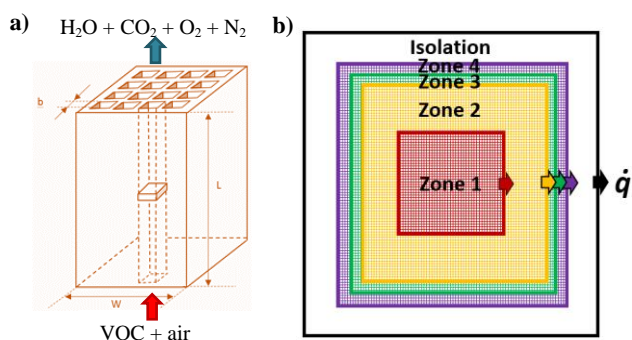 a)
H₂O + CO₂ + O₂ + N₂
b
L
W
VOC + air
b)
Isolation
Zone 4
Zone 3
Zone 2
Zone 1
q̇